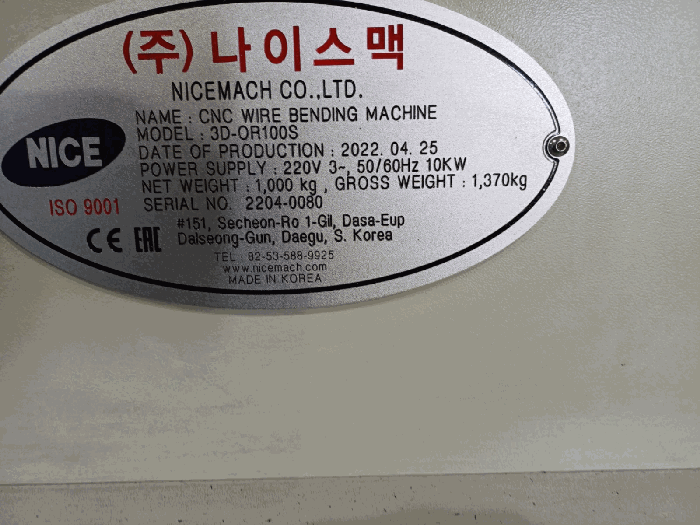 (주) 나이스맥
NICEMACH CO.,LTD.
NAME : CNC WIRE BENDING MACHINE
MODEL : 3D-OR100S
DATE OF PRODUCTION : 2022. 04. 25
POWER SUPPLY : 220V 3~, 50/60Hz 10KW
NET WEIGHT : 1,000 kg , GROSS WEIGHT : 1,370kg
SERIAL NO. 2204-0080
NICE
ISO 9001
CE EAC
#151, Secheon-Ro 1-Gil, Dasa-Eup
Dalseong-Gun, Daegu, S. Korea
TEL : 82-53-588-9925
www.nicemach.com
MADE IN KOREA